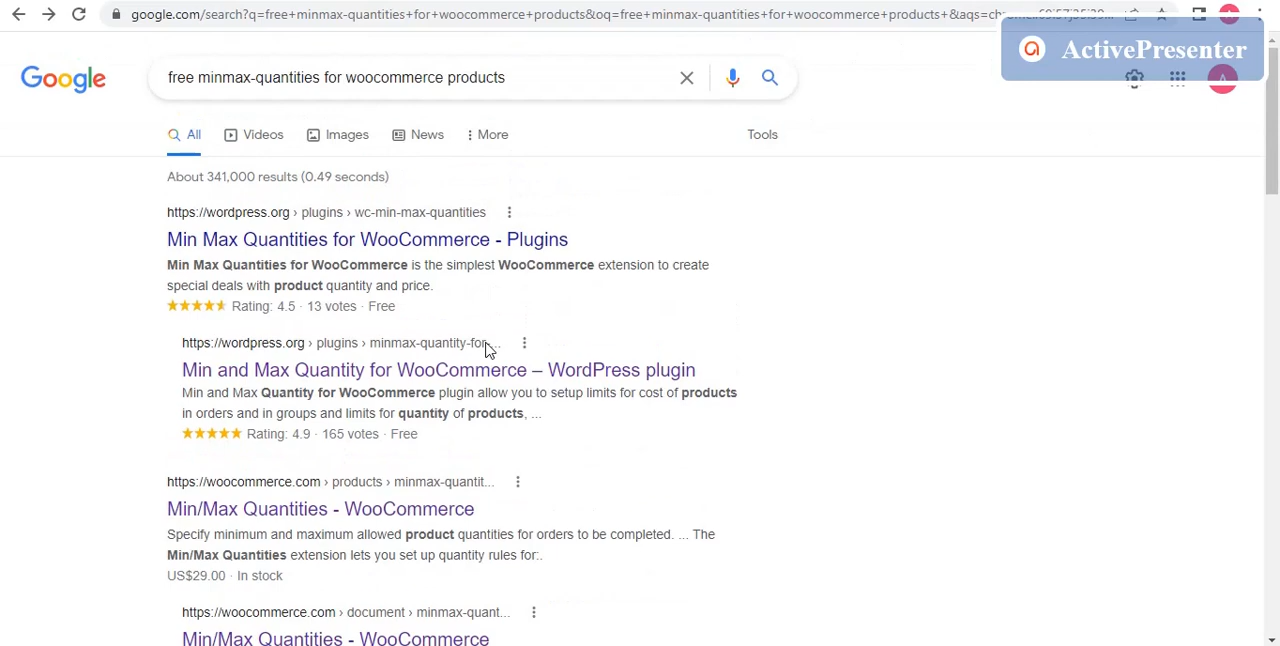 google.com/search?q=free+minmax-quantities+for+woocommerce+products&oq=free+minmax-quantities+for+woocommerce+products+&aqs=
ActivePresenter
Google
free minmax-quantities for woocommerce products
A
All
Videos
Images
News
More
Tools
About 341,000 results (0.49 seconds)
https://wordpress.org › plugins › wc-min-max-quantities
Min Max Quantities for WooCommerce - Plugins
Min Max Quantities for WooCommerce is the simplest WooCommerce extension to create
special deals with product quantity and price.
Rating: 4.5 · 13 votes · Free
https://wordpress.org › plugins › minmax-quantity-for...
Min and Max Quantity for WooCommerce – WordPress plugin
Min and Max Quantity for WooCommerce plugin allow you to setup limits for cost of products
in orders and in groups and limits for quantity of products, ...
Rating: 4.9 · 165 votes · Free
https://woocommerce.com › products › minmax-quantit...
Min/Max Quantities - WooCommerce
Specify minimum and maximum allowed product quantities for orders to be completed. ... The
Min/Max Quantities extension lets you set up quantity rules for:.
US$29.00 · In stock
https://woocommerce.com › document › minmax-quant...
Min/Max Quantities - WooCommerce